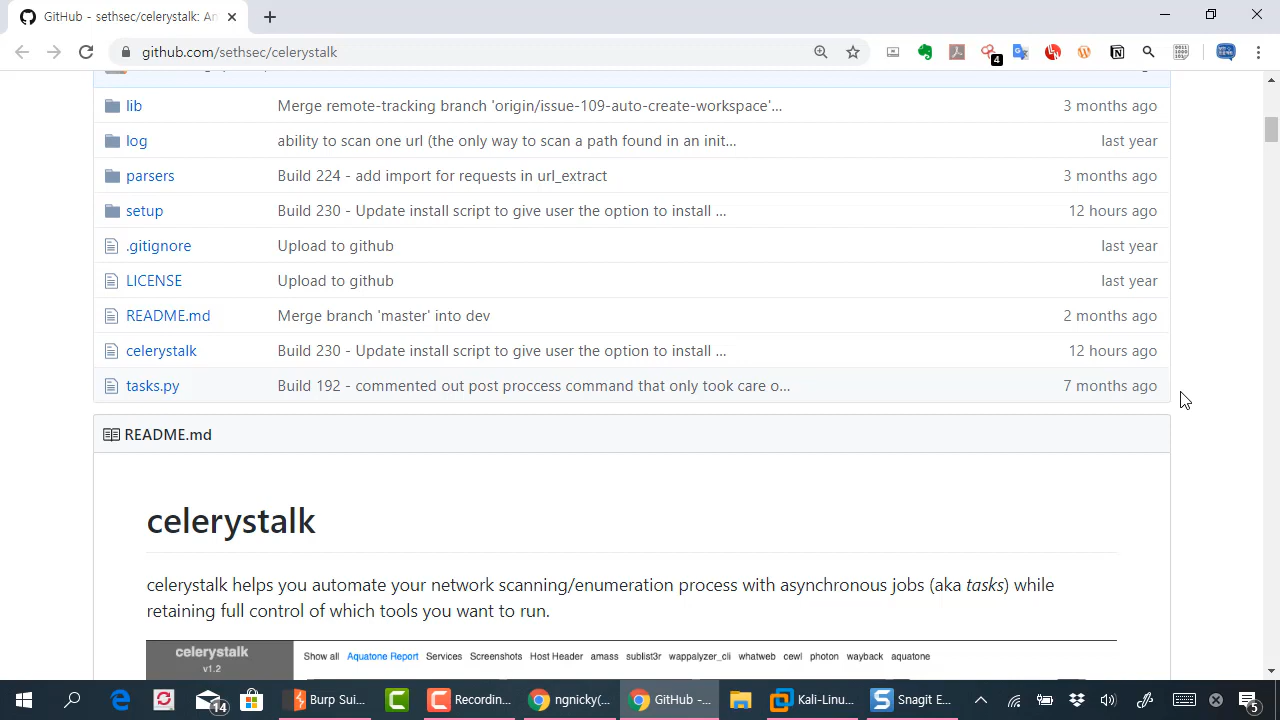 GitHub - sethsec/celerystalk: An
github.com/sethsec/celerystalk
4
lib Merge remote-tracking branch 'origin/issue-109-auto-create-workspace'... 3 months ago
log ability to scan one url (the only way to scan a path found in an init... last year
parsers Build 224 - add import for requests in url_extract 3 months ago
setup Build 230 - Update install script to give user the option to install ... 12 hours ago
.gitignore Upload to github last year
LICENSE Upload to github last year
README.md Merge branch 'master' into dev 2 months ago
celerystalk Build 230 - Update install script to give user the option to install ... 12 hours ago
tasks.py Build 192 - commented out post proccess command that only took care o... 7 months ago
README.md
celerystalk
celerystalk helps you automate your network scanning/enumeration process with asynchronous jobs (aka tasks) while
retaining full control of which tools you want to run.
celerystalk Show all Aquatone Report Services Screenshots Host Header amass sublist3r wappalyzer_cli whatweb cewl photon wayback aquatone
v1.2
14 Burp Sui... Recordin... ngnicky(... GitHub -... Kali-Linu... Snagit E... 5